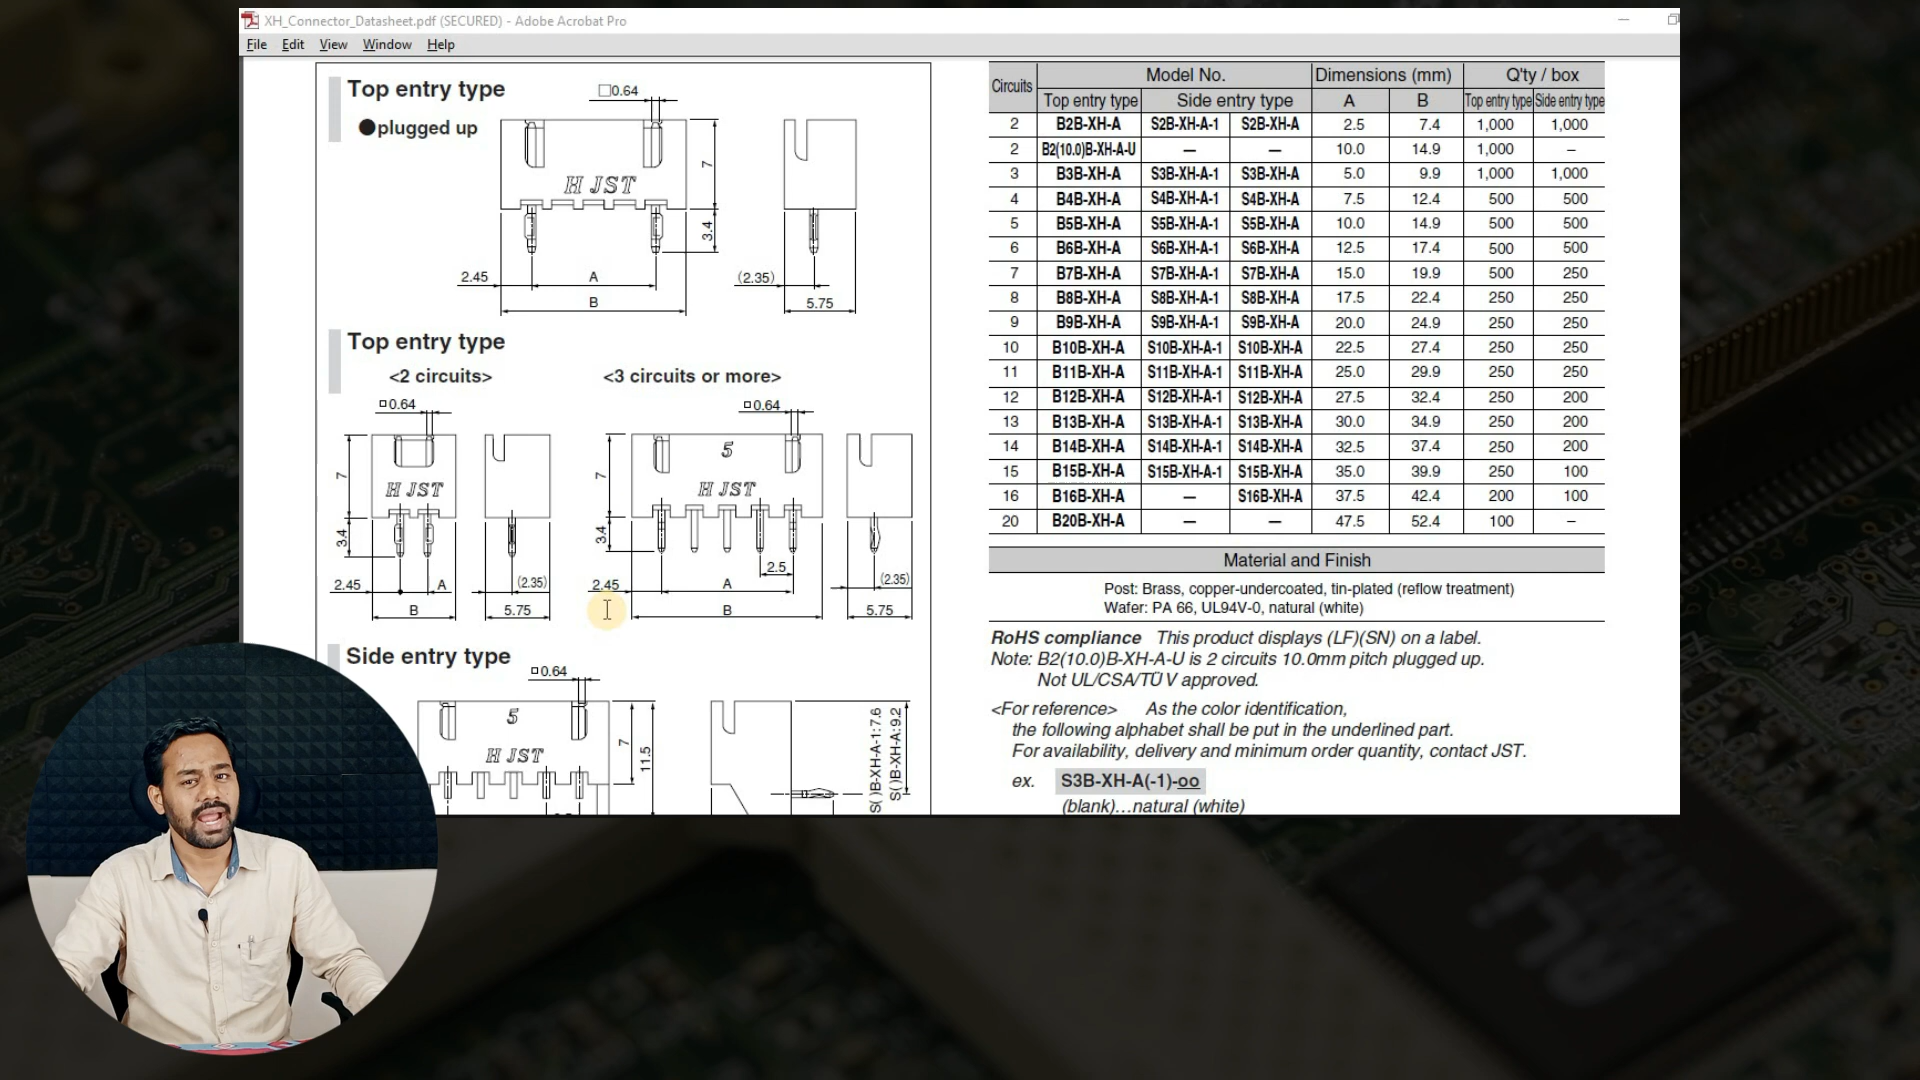 XH_Connector_Datasheet.pdf (SECURED) - Adobe Acrobat Pro
File Edit View Window Help
Top entry type
●plugged up
□0.64
H JST
7
3.4
2.45
A
B
(2.35)
5.75
Top entry type
<2 circuits>
<3 circuits or more>
□0.64
H JST
7
3.4
2.45
A
B
(2.35)
5.75
□0.64
5
H JST
7
3.4
2.5
2.45
A
B
(2.35)
5.75
Side entry type
□0.64
5
H JST
7
11.5
S( )B-XH-A-1:7.6
S( )B-XH-A:9.2
Circuits Model No. Dimensions (mm) Q'ty / box
Top entry type Side entry type A B Top entry type Side entry type
2 B2B-XH-A S2B-XH-A-1 S2B-XH-A 2.5 7.4 1,000 1,000
2 B2(10.0)B-XH-A-U — — 10.0 14.9 1,000 –
3 B3B-XH-A S3B-XH-A-1 S3B-XH-A 5.0 9.9 1,000 1,000
4 B4B-XH-A S4B-XH-A-1 S4B-XH-A 7.5 12.4 500 500
5 B5B-XH-A S5B-XH-A-1 S5B-XH-A 10.0 14.9 500 500
6 B6B-XH-A S6B-XH-A-1 S6B-XH-A 12.5 17.4 500 500
7 B7B-XH-A S7B-XH-A-1 S7B-XH-A 15.0 19.9 500 250
8 B8B-XH-A S8B-XH-A-1 S8B-XH-A 17.5 22.4 250 250
9 B9B-XH-A S9B-XH-A-1 S9B-XH-A 20.0 24.9 250 250
10 B10B-XH-A S10B-XH-A-1 S10B-XH-A 22.5 27.4 250 250
11 B11B-XH-A S11B-XH-A-1 S11B-XH-A 25.0 29.9 250 250
12 B12B-XH-A S12B-XH-A-1 S12B-XH-A 27.5 32.4 250 200
13 B13B-XH-A S13B-XH-A-1 S13B-XH-A 30.0 34.9 250 200
14 B14B-XH-A S14B-XH-A-1 S14B-XH-A 32.5 37.4 250 200
15 B15B-XH-A S15B-XH-A-1 S15B-XH-A 35.0 39.9 250 100
16 B16B-XH-A — S16B-XH-A 37.5 42.4 200 100
20 B20B-XH-A — — 47.5 52.4 100 –
Material and Finish
Post: Brass, copper-undercoated, tin-plated (reflow treatment)
Wafer: PA 66, UL94V-0, natural (white)
RoHS compliance This product displays (LF)(SN) on a label.
Note: B2(10.0)B-XH-A-U is 2 circuits 10.0mm pitch plugged up.
Not UL/CSA/TÜV approved.
<For reference> As the color identification,
the following alphabet shall be put in the underlined part.
For availability, delivery and minimum order quantity, contact JST.
ex. S3B-XH-A(-1)-oo
(blank)…natural (white)